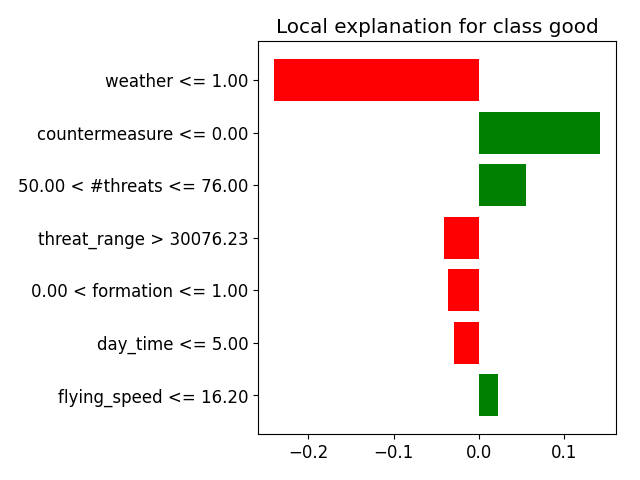 Local explanation for class good
weather <= 1.00
countermeasure <= 0.00
50.00 < #threats <= 76.00
threat_range > 30076.23
0.00 < formation <= 1.00
day_time <= 5.00
flying_speed <= 16.20
−0.2 −0.1 0.0 0.1